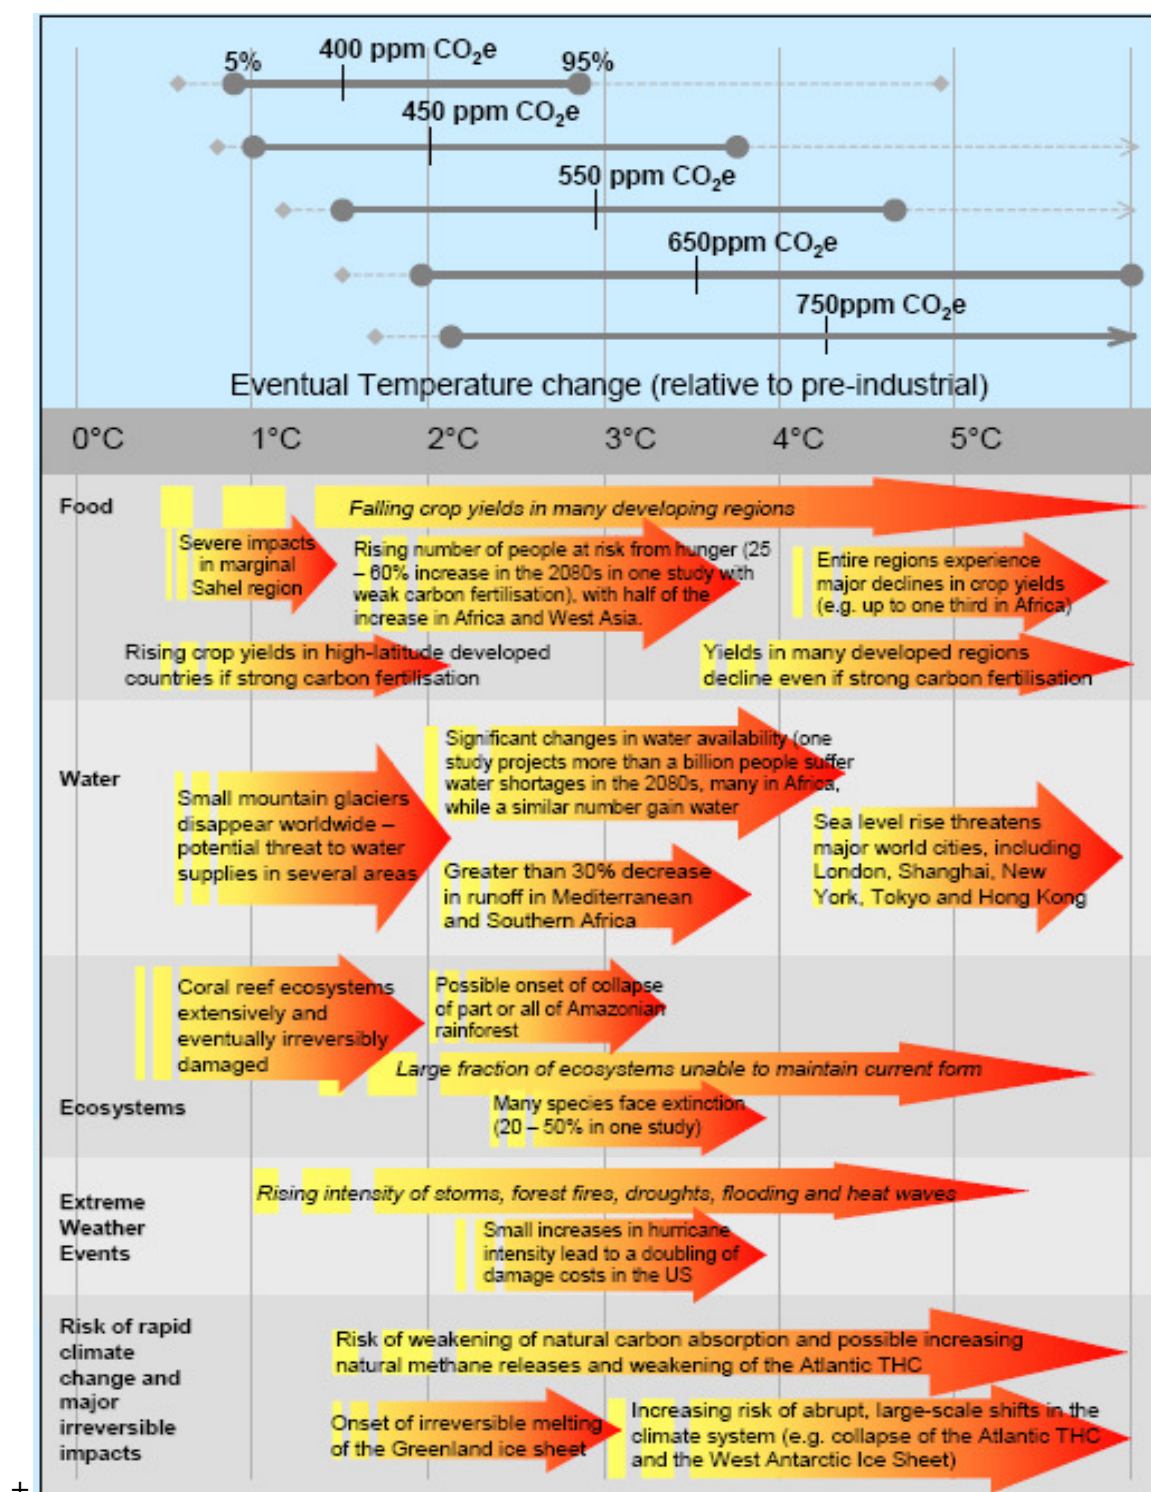 400 ppm CO₂e
5%
95%
450 ppm CO₂e
550 ppm CO₂e
650ppm CO₂e
750ppm CO₂e
Eventual Temperature change (relative to pre-industrial)
0°C 1°C 2°C 3°C 4°C 5°C
Food
Falling crop yields in many developing regions
Severe impacts
in marginal
Sahel region
Rising number of people at risk from hunger (25
– 60% increase in the 2080s in one study with
weak carbon fertilisation), with half of the
increase in Africa and West Asia.
Entire regions experience
major declines in crop yields
(e.g. up to one third in Africa)
Rising crop yields in high-latitude developed
countries if strong carbon fertilisation
Yields in many developed regions
decline even if strong carbon fertilisation
Water
Small mountain glaciers
disappear worldwide –
potential threat to water
supplies in several areas
Significant changes in water availability (one
study projects more than a billion people suffer
water shortages in the 2080s, many in Africa,
while a similar number gain water
Greater than 30% decrease
in runoff in Mediterranean
and Southern Africa
Sea level rise threatens
major world cities, including
London, Shanghai, New
York, Tokyo and Hong Kong
Ecosystems
Coral reef ecosystems
extensively and
eventually irreversibly
damaged
Possible onset of collapse
of part or all of Amazonian
rainforest
Large fraction of ecosystems unable to maintain current form
Many species face extinction
(20 – 50% in one study)
Extreme
Weather
Events
Rising intensity of storms, forest fires, droughts, flooding and heat waves
Small increases in hurricane
intensity lead to a doubling of
damage costs in the US
Risk of rapid
climate
change and
major
irreversible
impacts
Risk of weakening of natural carbon absorption and possible increasing
natural methane releases and weakening of the Atlantic THC
Onset of irreversible melting
of the Greenland ice sheet
Increasing risk of abrupt, large-scale shifts in the
climate system (e.g. collapse of the Atlantic THC
and the West Antarctic Ice Sheet)
+